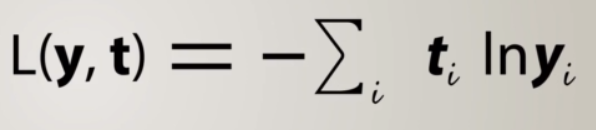 L(y, t) = −∑ᵢ tᵢ ln yᵢ